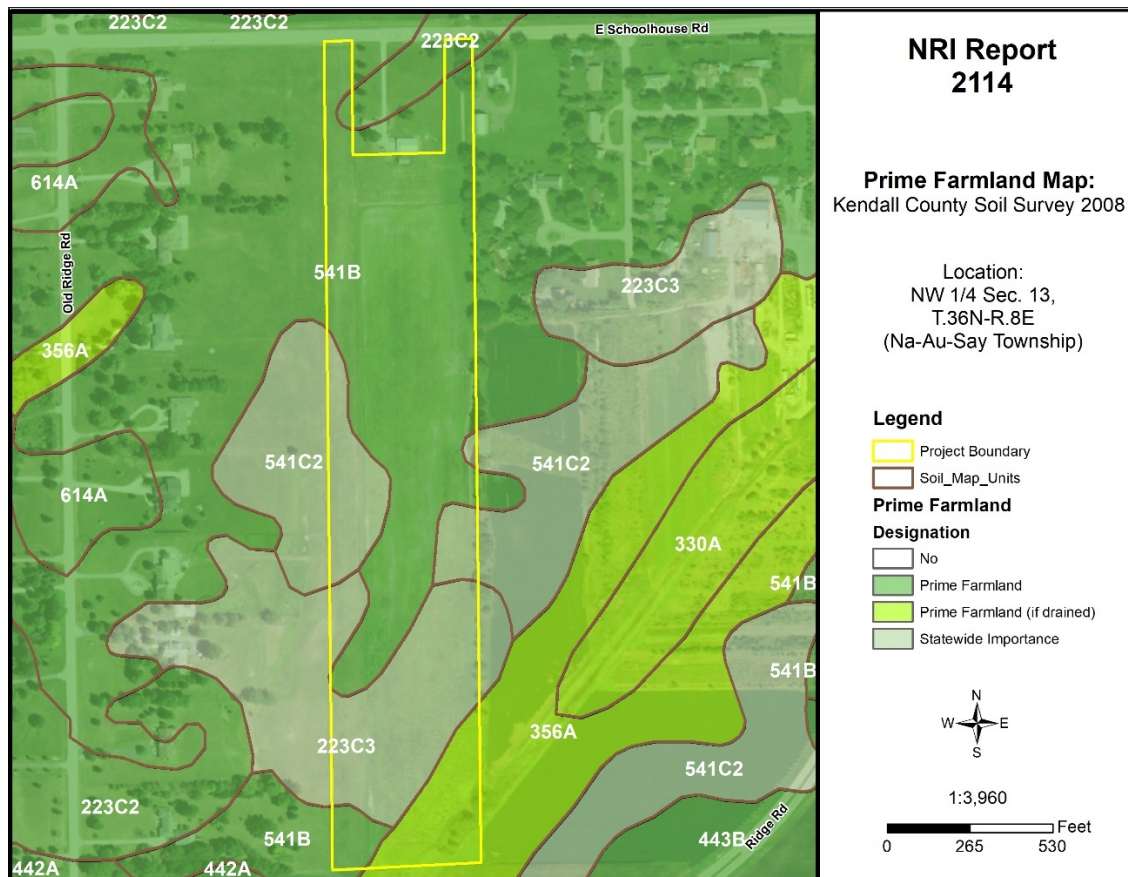 223C2
223C2
223C2
E Schoolhouse Rd
614A
Old Ridge Rd
541B
223C3
356A
541C2
541C2
614A
330A
541B
541B
356A
223C3
541C2
223C2
541B
Ridge Rd
443B
442A
442A
NRI Report
2114
Prime Farmland Map:
Kendall County Soil Survey 2008
Location:
NW 1/4 Sec. 13,
T.36N-R.8E
(Na-Au-Say Township)
Legend
Project Boundary
Soil_Map_Units
Prime Farmland
Designation
No
Prime Farmland
Prime Farmland (if drained)
Statewide Importance
N
W E
S
1:3,960
Feet
0 265 530